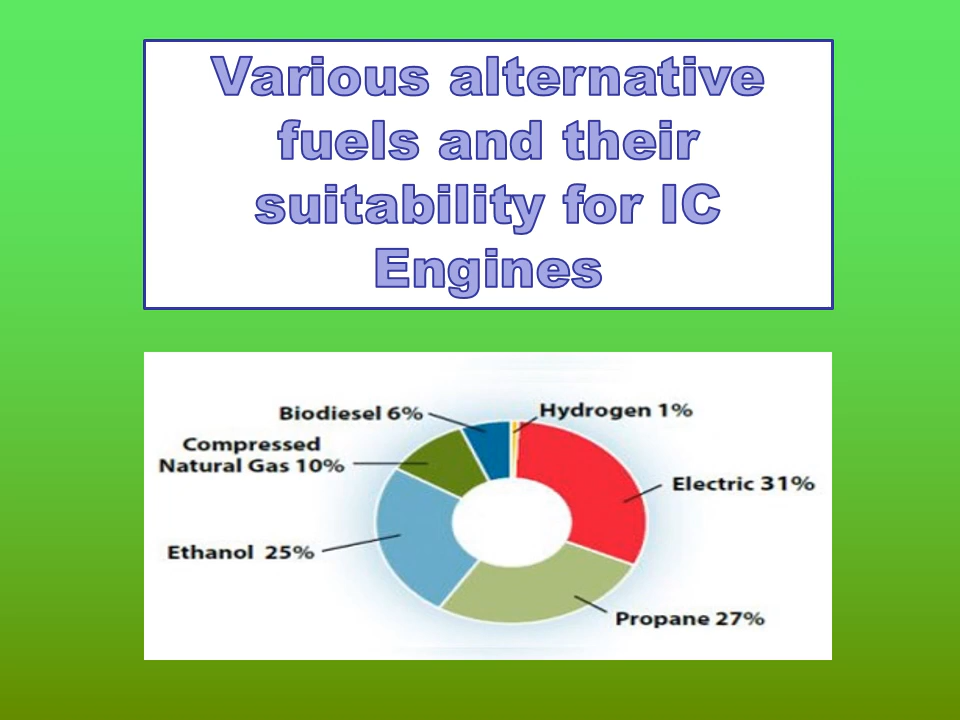 Various alternative
fuels and their
suitability for IC
Engines
Biodiesel 6%
Hydrogen 1%
Compressed
Natural Gas 10%
Electric 31%
Ethanol 25%
Propane 27%